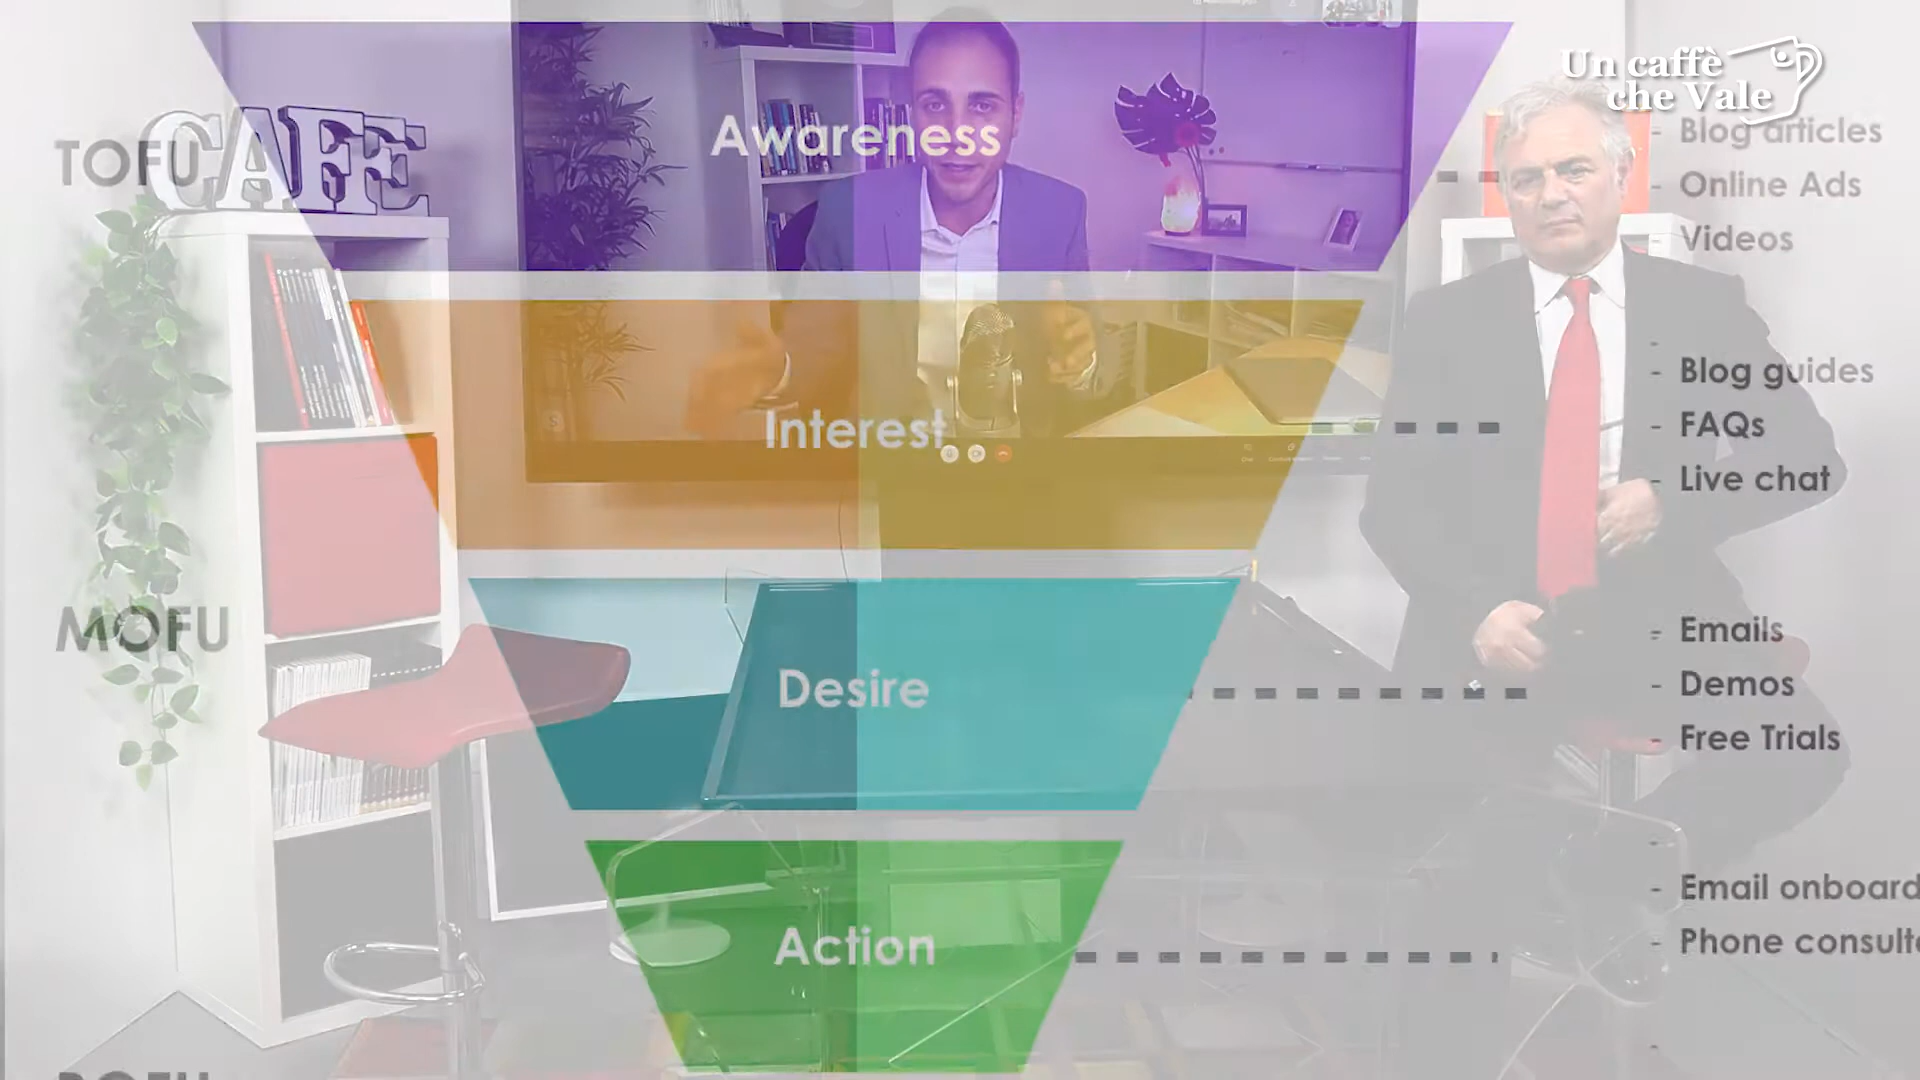 Un caffè
che Vale
CAFE
TOFU
Awareness
- Blog articles
- Online Ads
- Videos
-
Interest
- Blog guides
- FAQs
- Live chat
MOFU
Desire
- Emails
- Demos
- Free Trials
-
Action
- Email onboard
- Phone consult
-